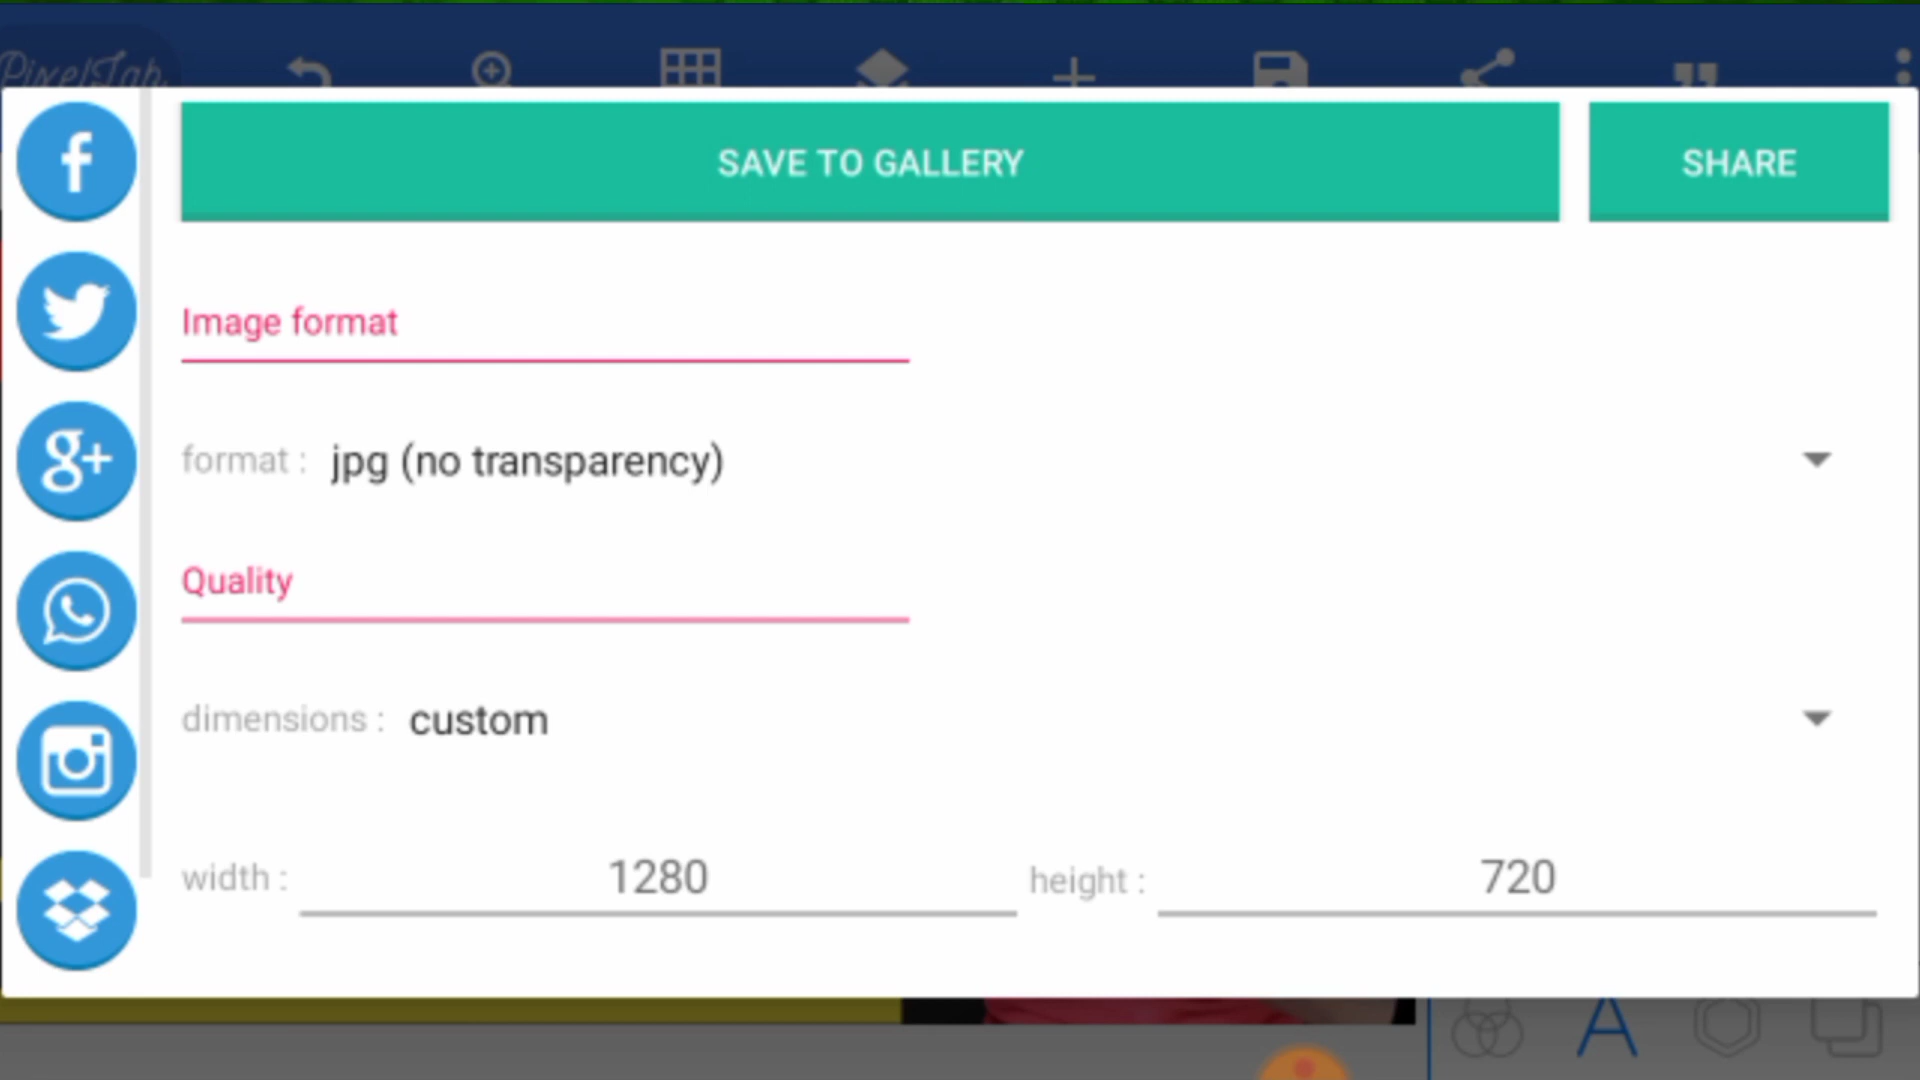 PixelLab
SAVE TO GALLERY
SHARE
Image format
format : jpg (no transparency)
Quality
dimensions : custom
width : 1280 height : 720